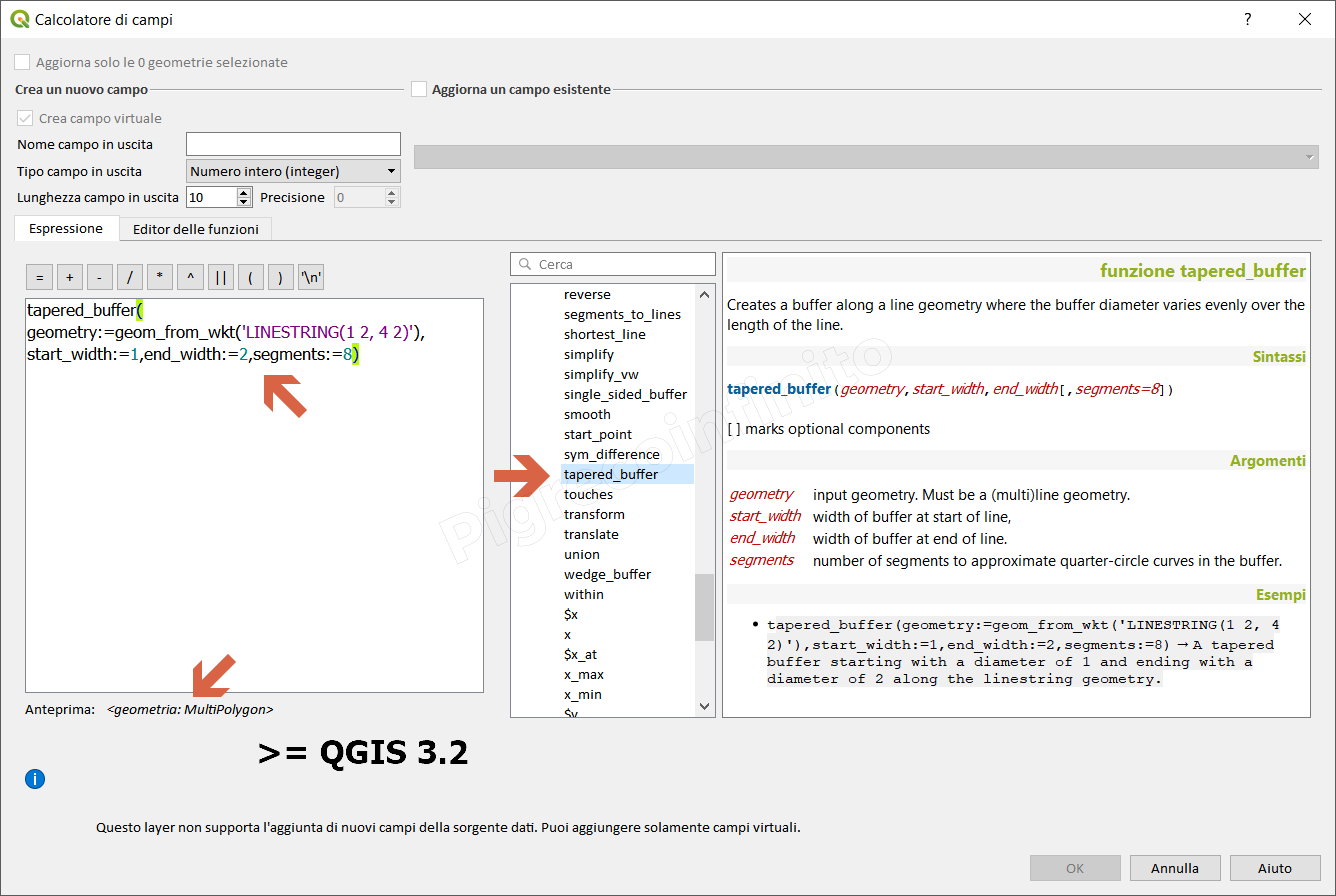 Calcolatore di campi
?
Aggiorna solo le 0 geometrie selezionate
Crea un nuovo campo
Aggiorna un campo esistente
Crea campo virtuale
Nome campo in uscita
Tipo campo in uscita
Numero intero (integer)
Lunghezza campo in uscita
10
Precisione
0
Espressione
Editor delle funzioni
= + - / * ^ || ( ) '\n'
tapered_buffer(
geometry:=geom_from_wkt('LINESTRING(1 2, 4 2)'),
start_width:=1,end_width:=2,segments:=8)
Anteprima: <geometria: MultiPolygon>
Cerca
reverse
segments_to_lines
shortest_line
simplify
simplify_vw
single_sided_buffer
smooth
start_point
sym_difference
tapered_buffer
touches
transform
translate
union
wedge_buffer
within
$x
x
$x_at
x_max
x_min
$y
funzione tapered_buffer
Creates a buffer along a line geometry where the buffer diameter varies evenly over the
length of the line.
Sintassi
tapered_buffer(geometry,start_width,end_width[,segments=8])
[ ] marks optional components
Argomenti
geometry input geometry. Must be a (multi)line geometry.
start_width width of buffer at start of line,
end_width width of buffer at end of line.
segments number of segments to approximate quarter-circle curves in the buffer.
Esempi
• tapered_buffer(geometry:=geom_from_wkt('LINESTRING(1 2, 4
2)'),start_width:=1,end_width:=2,segments:=8) → A tapered
buffer starting with a diameter of 1 and ending with a
diameter of 2 along the linestring geometry.
Pigrecoinfinito
>= QGIS 3.2
i
Questo layer non supporta l'aggiunta di nuovi campi della sorgente dati. Puoi aggiungere solamente campi virtuali.
OK
Annulla
Aiuto